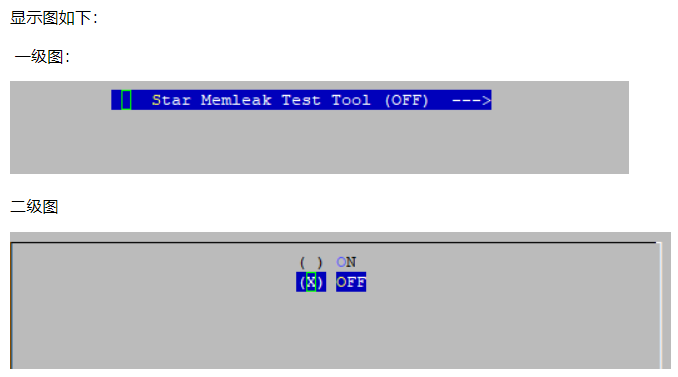 显示图如下：
一级图：
Star Memleak Test Tool (OFF)  --->
二级图
( ) ON
(X) OFF